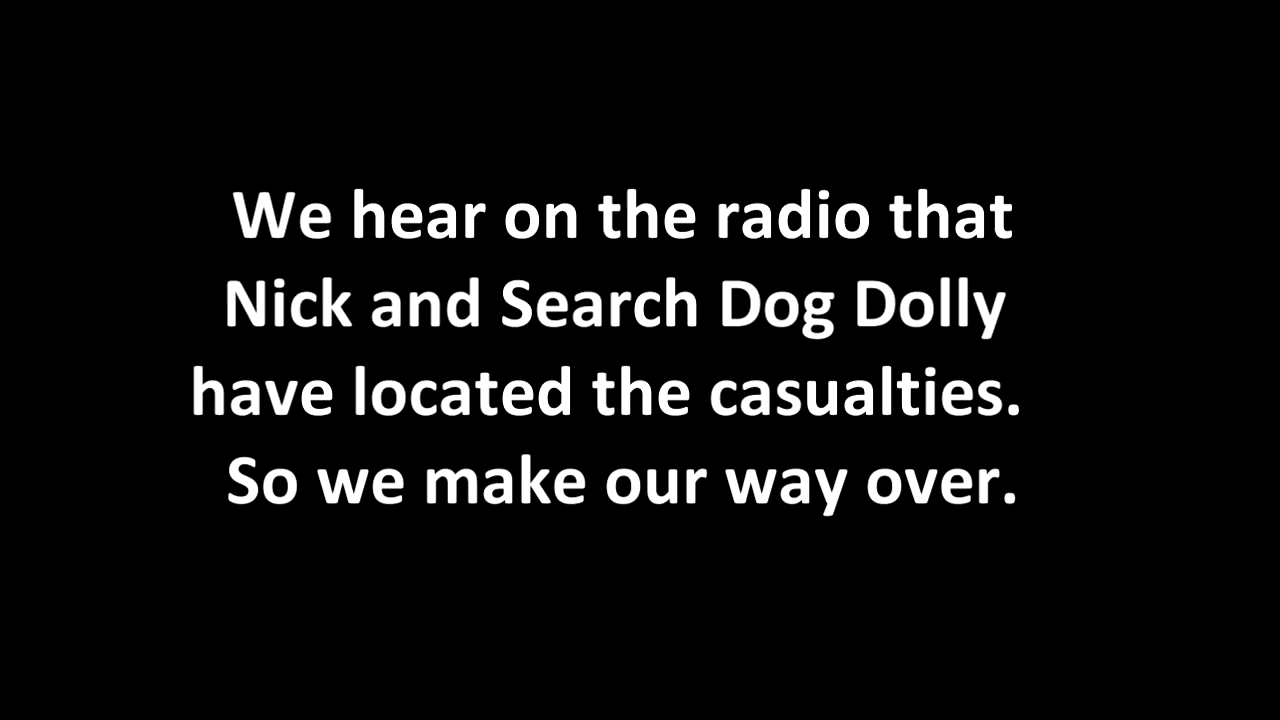 We hear on the radio that
Nick and Search Dog Dolly
have located the casualties.
So we make our way over.